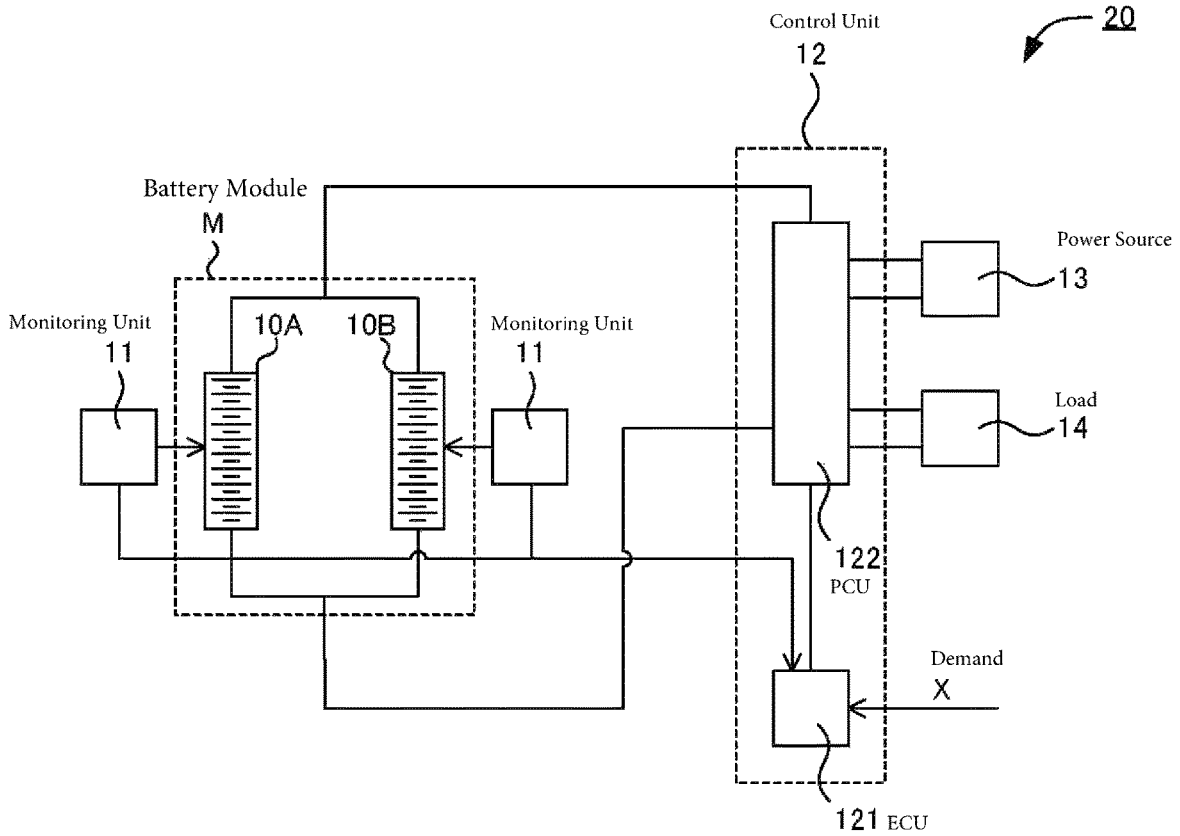 Control Unit
12
20
Battery Module
M
Power Source
13
Monitoring Unit
11
10A
10B
Monitoring Unit
11
Load
14
122
PCU
Demand
X
121 ECU